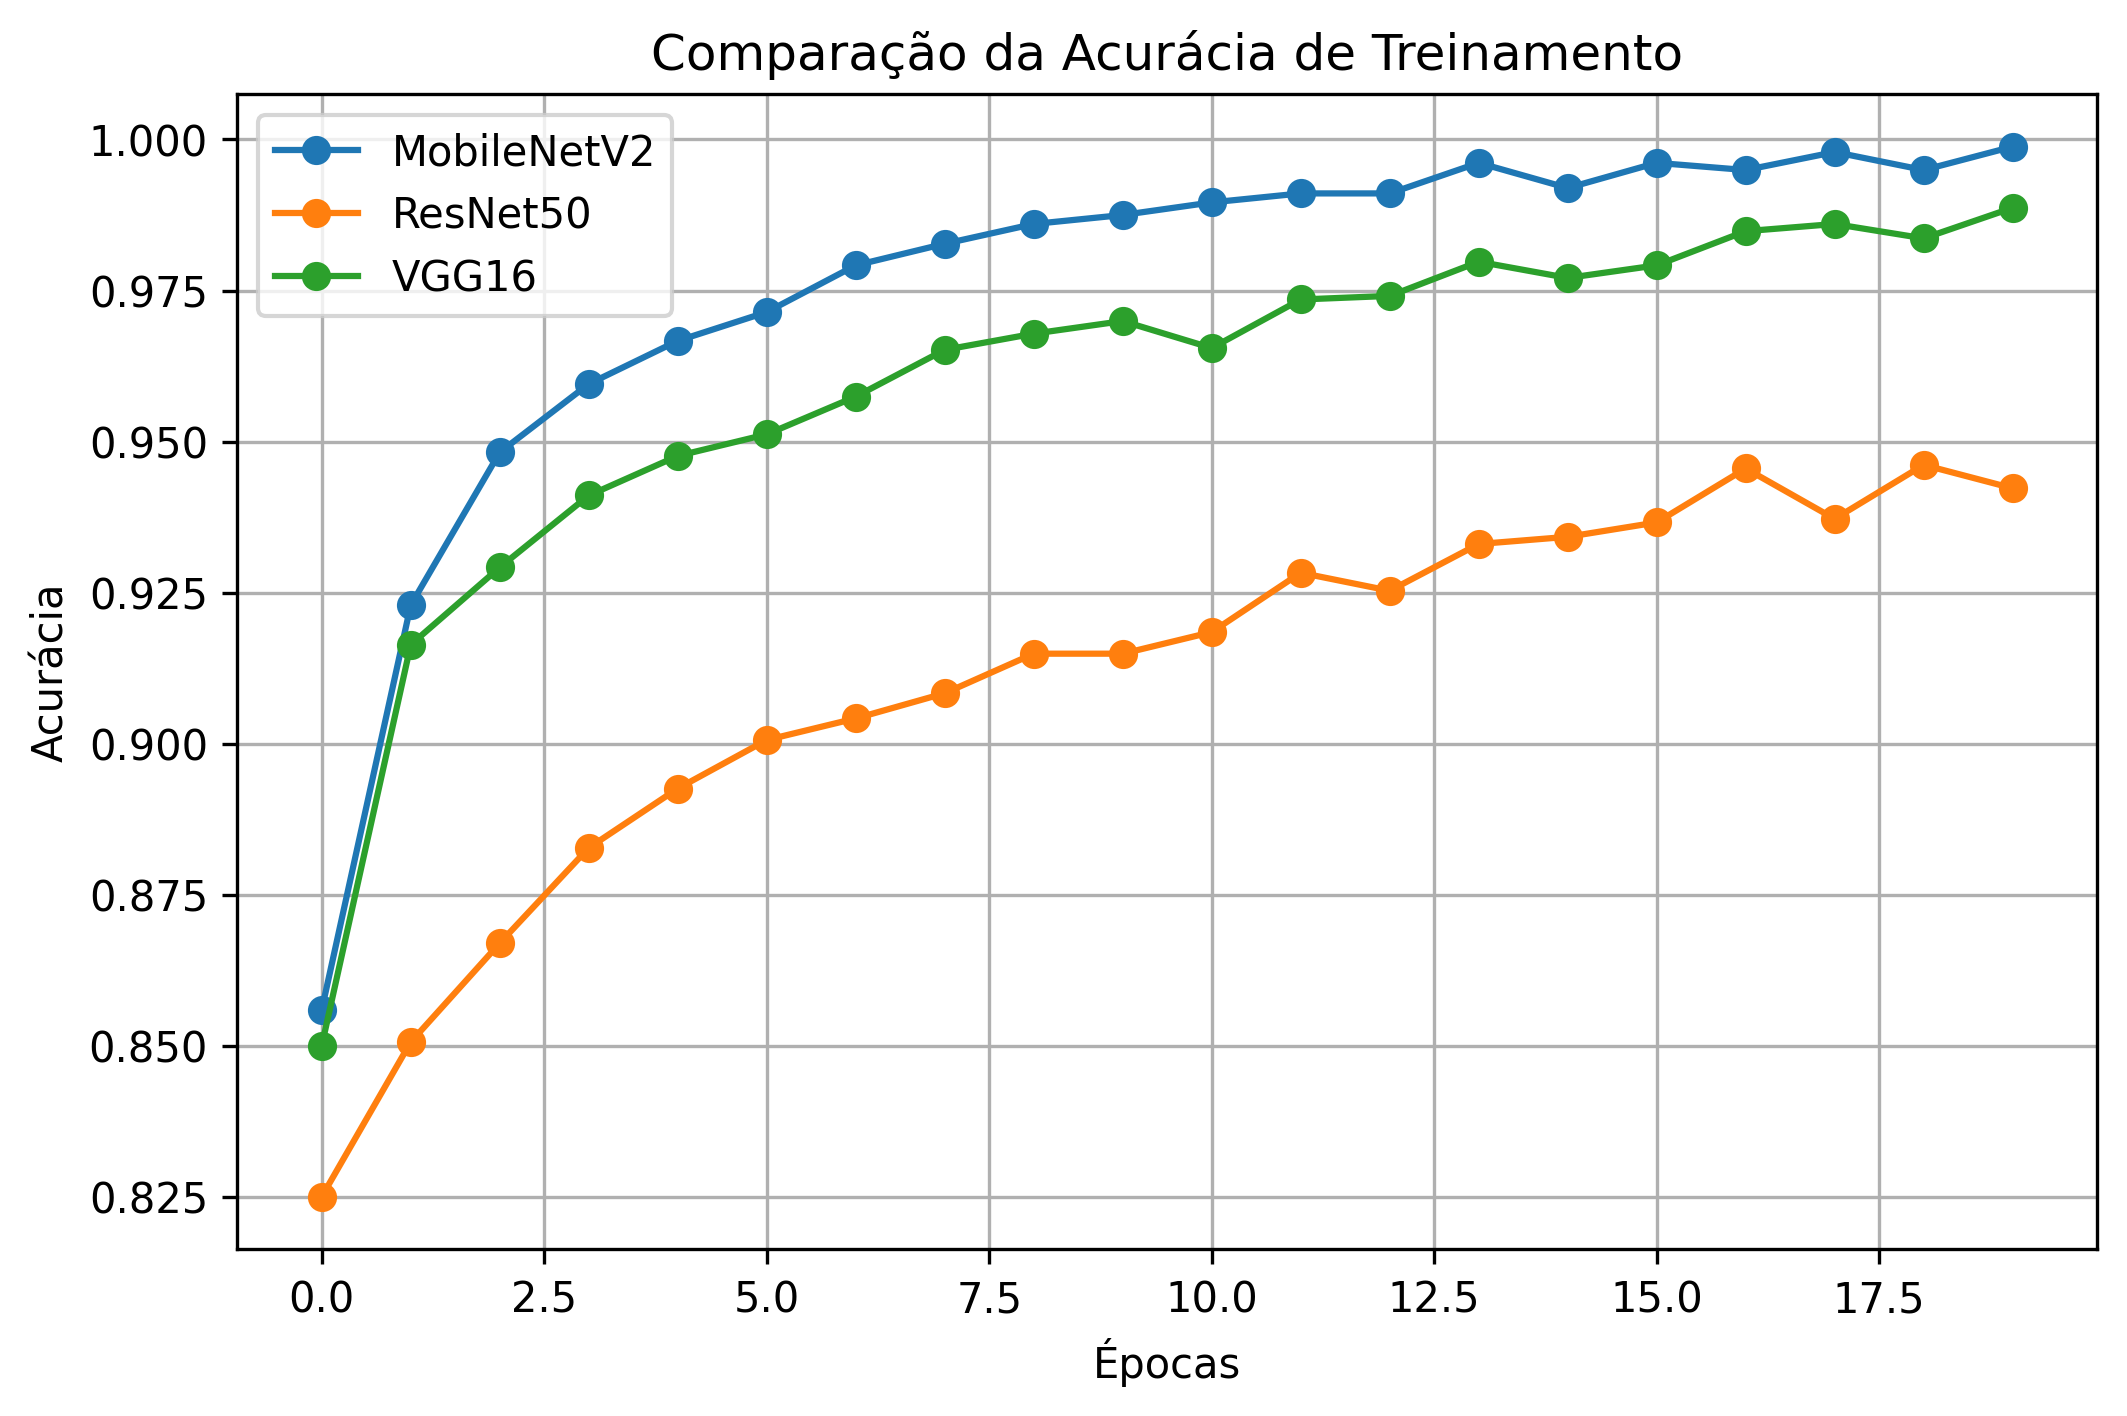 Comparação da Acurácia de Treinamento
MobileNetV2
ResNet50
VGG16
1.000
0.975
0.950
0.925
0.900
0.875
0.850
0.825
Acurácia
0.0 2.5 5.0 7.5 10.0 12.5 15.0 17.5
Épocas